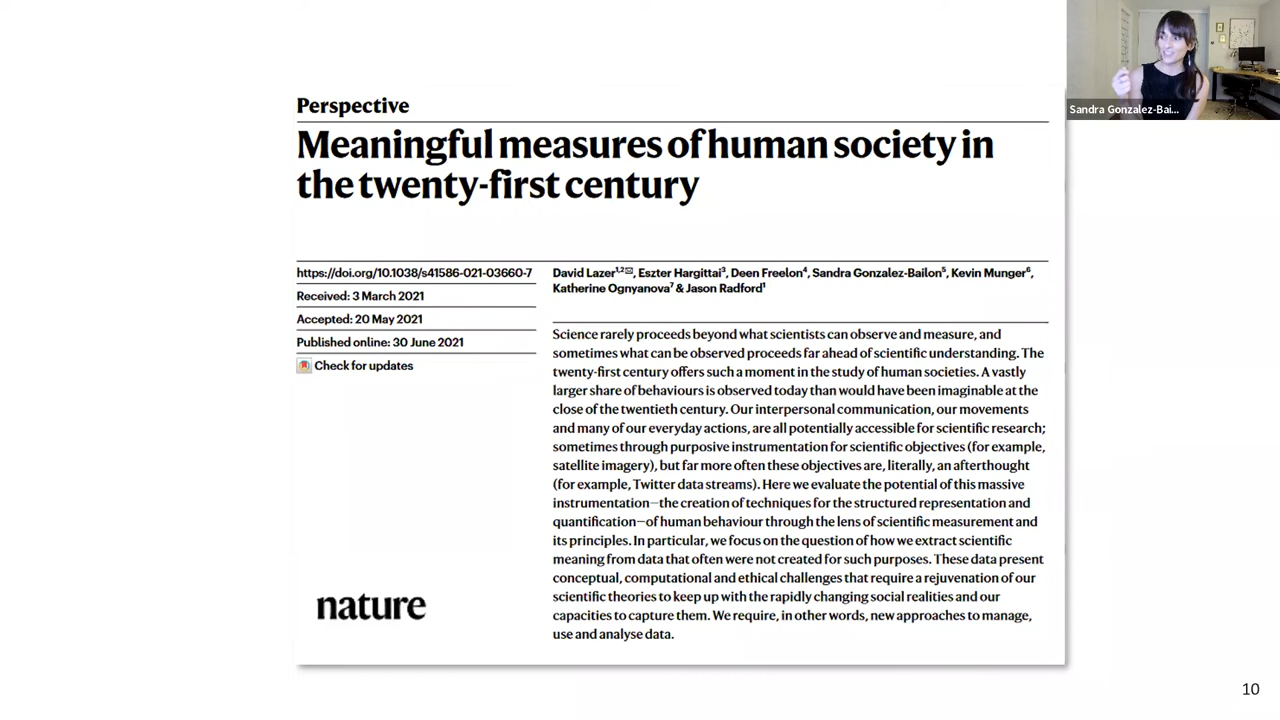 Sandra Gonzalez-Bai...
Perspective
Meaningful measures of human society in
the twenty-first century
https://doi.org/10.1038/s41586-021-03660-7
Received: 3 March 2021
Accepted: 20 May 2021
Published online: 30 June 2021
Check for updates
David Lazer1,2✉, Eszter Hargittai3, Deen Freelon4, Sandra Gonzalez-Bailon5, Kevin Munger6,
Katherine Ognyanova7 & Jason Radford1
Science rarely proceeds beyond what scientists can observe and measure, and
sometimes what can be observed proceeds far ahead of scientific understanding. The
twenty-first century offers such a moment in the study of human societies. A vastly
larger share of behaviours is observed today than would have been imaginable at the
close of the twentieth century. Our interpersonal communication, our movements
and many of our everyday actions, are all potentially accessible for scientific research;
sometimes through purposive instrumentation for scientific objectives (for example,
satellite imagery), but far more often these objectives are, literally, an afterthought
(for example, Twitter data streams). Here we evaluate the potential of this massive
instrumentation—the creation of techniques for the structured representation and
quantification—of human behaviour through the lens of scientific measurement and
its principles. In particular, we focus on the question of how we extract scientific
meaning from data that often were not created for such purposes. These data present
conceptual, computational and ethical challenges that require a rejuvenation of our
scientific theories to keep up with the rapidly changing social realities and our
capacities to capture them. We require, in other words, new approaches to manage,
use and analyse data.
nature
10